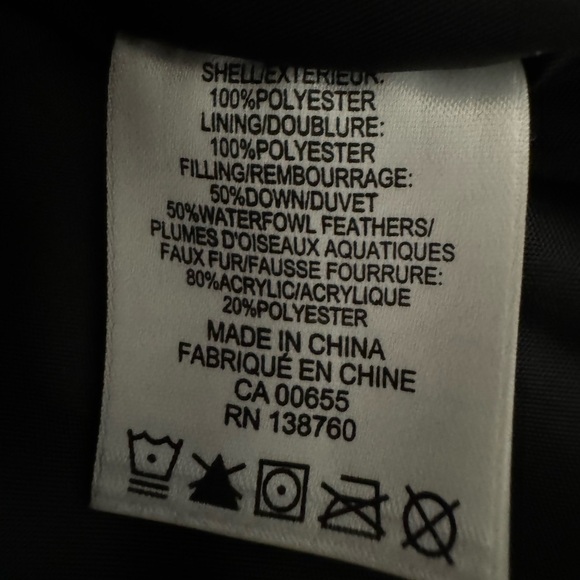 SHELL/EXTÉRIEUR:
100%POLYESTER
LINING/DOUBLURE:
100%POLYESTER
FILLING/REMBOURRAGE:
50%DOWN/DUVET
50%WATERFOWL FEATHERS/
PLUMES D'OISEAUX AQUATIQUES
FAUX FUR/FAUSSE FOURRURE:
80%ACRYLIC/ACRYLIQUE
20%POLYESTER
MADE IN CHINA
FABRIQUÉ EN CHINE
CA 00655
RN 138760